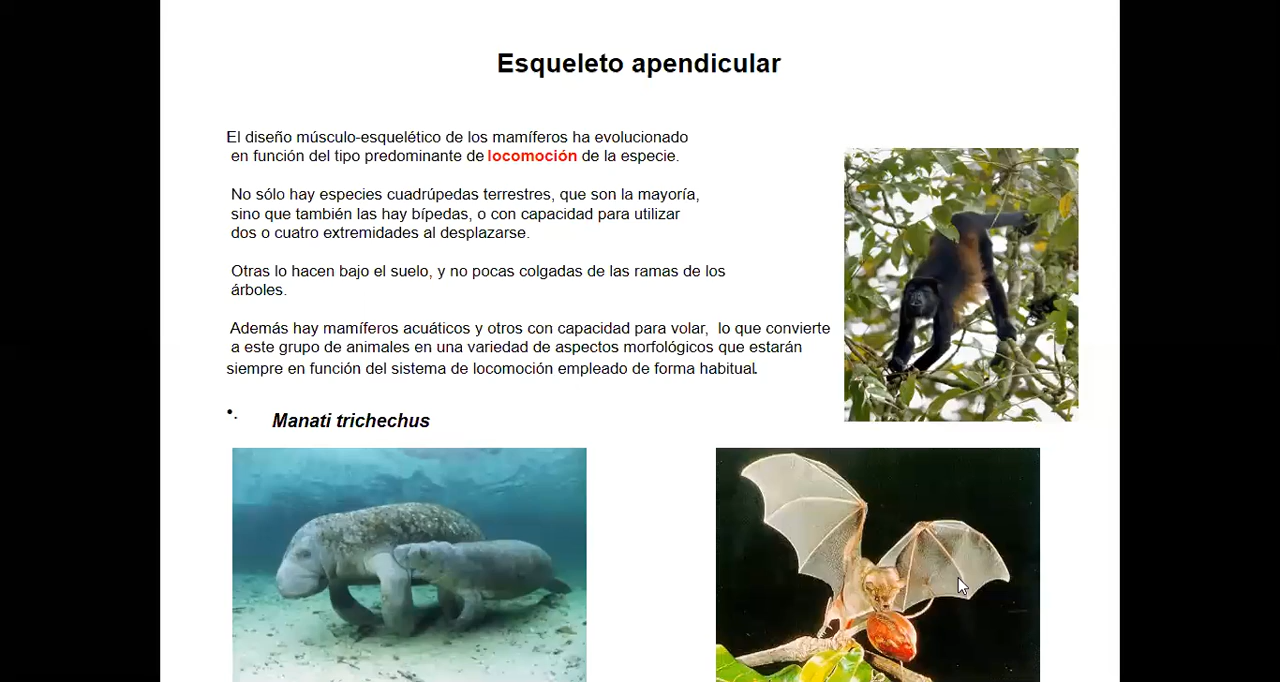 Esqueleto apendicular
El diseño músculo-esquelético de los mamíferos ha evolucionado
en función del tipo predominante de locomoción de la especie.
No sólo hay especies cuadrúpedas terrestres, que son la mayoría,
sino que también las hay bípedas, o con capacidad para utilizar
dos o cuatro extremidades al desplazarse.
Otras lo hacen bajo el suelo, y no pocas colgadas de las ramas de los
árboles.
Además hay mamíferos acuáticos y otros con capacidad para volar, lo que convierte
a este grupo de animales en una variedad de aspectos morfológicos que estarán
siempre en función del sistema de locomoción empleado de forma habitual.
•.
Manati trichechus